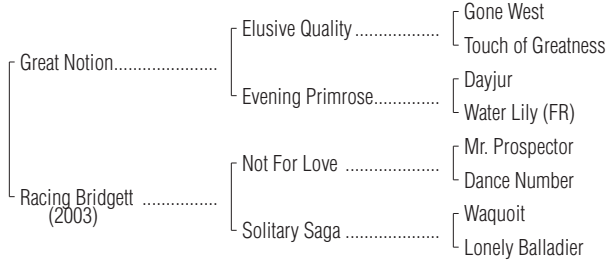 Gone West
Elusive Quality ..................
Touch of Greatness
Great Notion......................
Dayjur
Evening Primrose..............
Water Lily (FR)
Mr. Prospector
Not For Love ....................
Dance Number
Racing Bridgett ................
(2003)
Waquoit
Solitary Saga ....................
Lonely Balladier